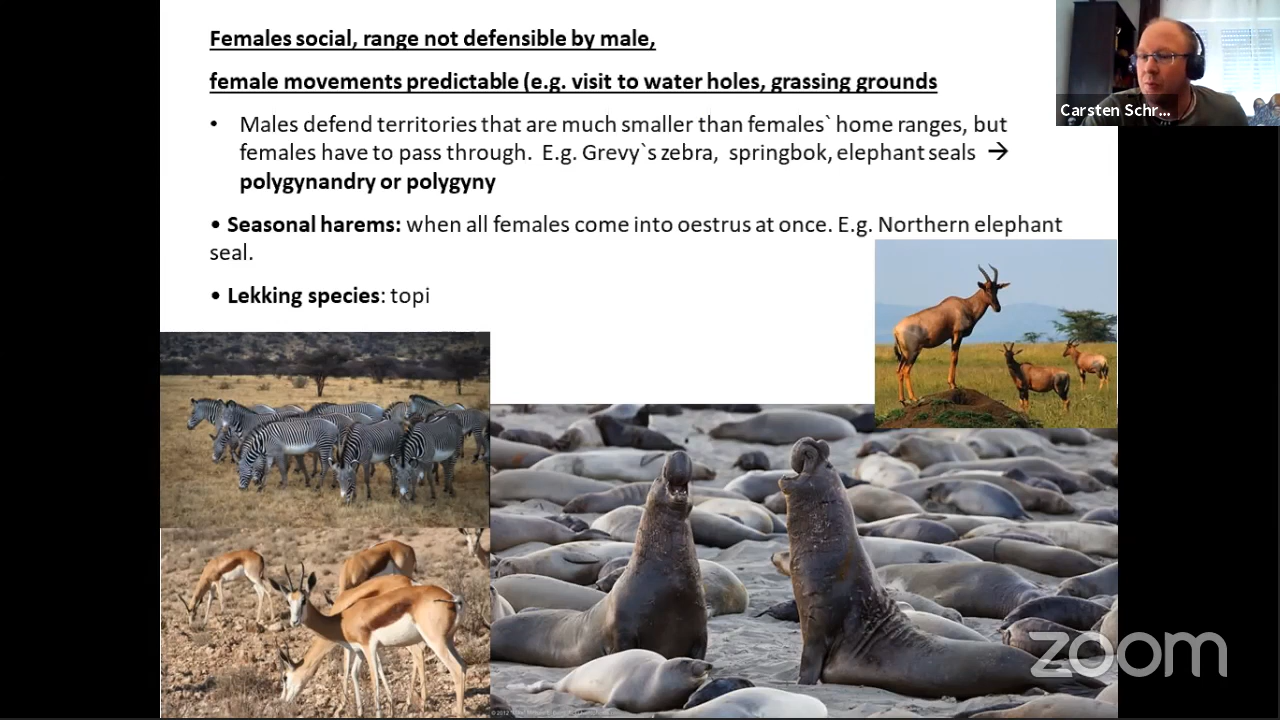 Females social, range not defensible by male,
female movements predictable (e.g. visit to water holes, grassing grounds
• Males defend territories that are much smaller than females` home ranges, but
females have to pass through. E.g. Grevy`s zebra, springbok, elephant seals →
polygynandry or polygyny
• Seasonal harems: when all females come into oestrus at once. E.g. Northern elephant
seal.
• Lekking species: topi
Carsten Schr...
zoom